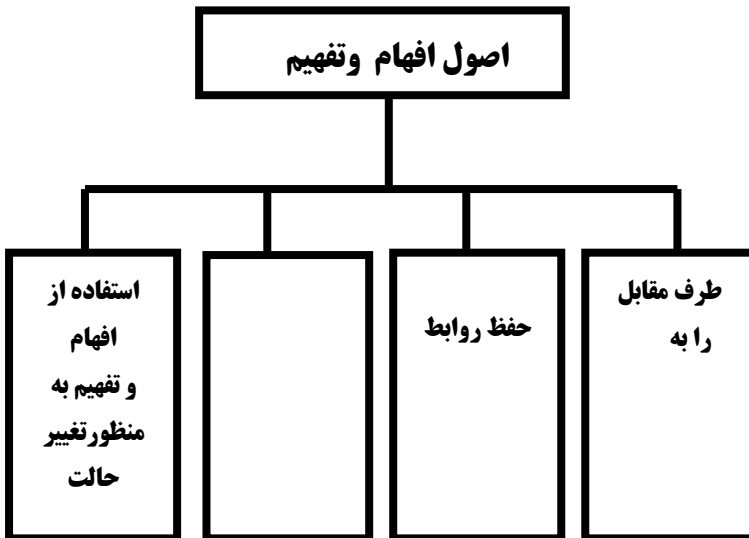 اصول افهام وتفهیم
طرف مقابل
را به
حفظ روابط
استفاده از
افهام
و تفهیم به
منظورتغییر
حالت